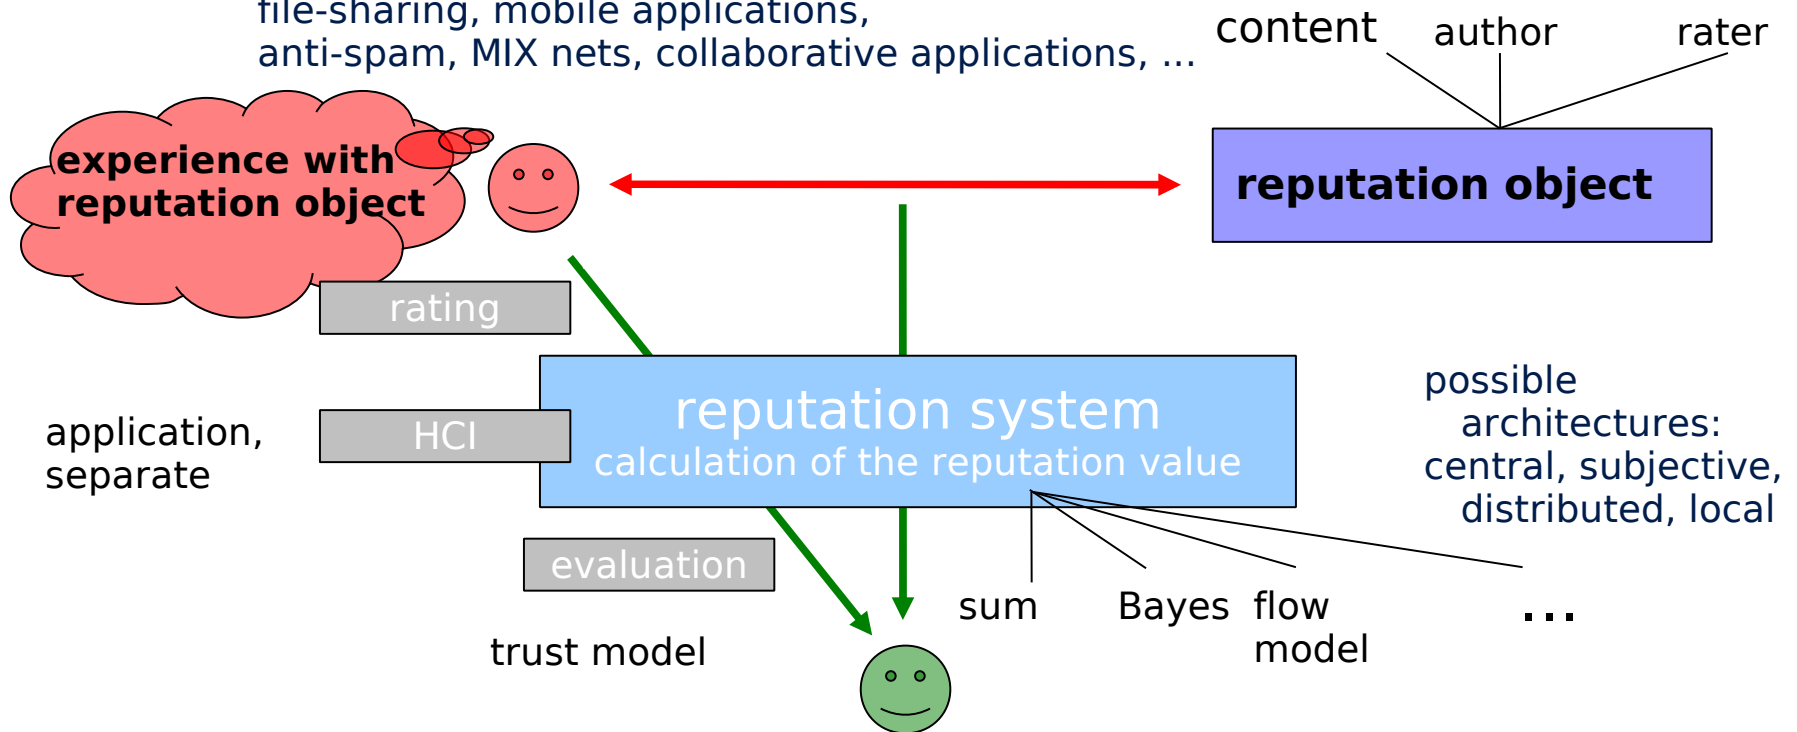 file-sharing, mobile applications,
anti-spam, MIX nets, collaborative applications, ...
content
author
rater
experience with
reputation object
reputation object
rating
reputation system
calculation of the reputation value
HCI
application,
separate
possible
architectures:
central, subjective,
distributed, local
evaluation
trust model
sum
Bayes
flow
model
...